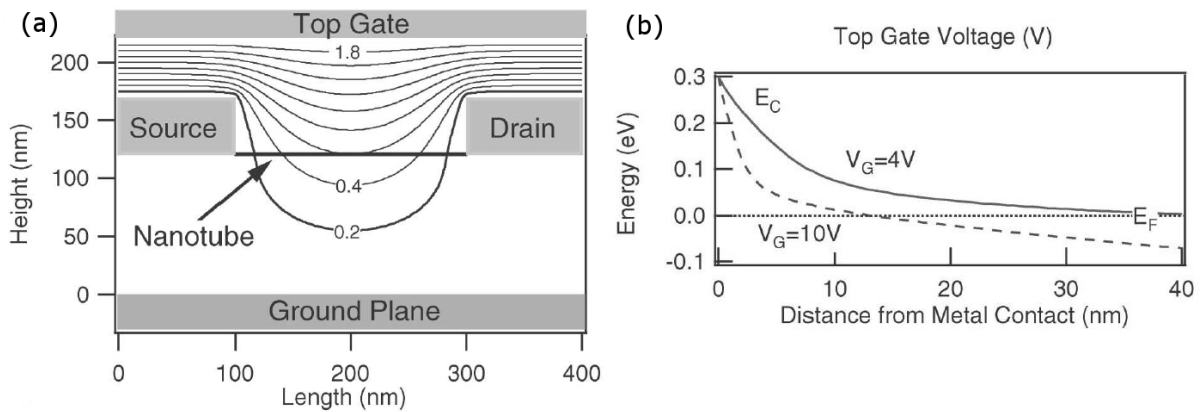 (a)
Top Gate
1.8
Source
Drain
0.4
Nanotube
0.2
Ground Plane
Height (nm)
200
150
100
50
0
0
100
200
300
400
Length (nm)
(b)
Top Gate Voltage (V)
Energy (eV)
0.3
0.2
0.1
0.0
-0.1
E_C
V_G=4V
E_F
V_G=10V
0
10
20
30
40
Distance from Metal Contact (nm)